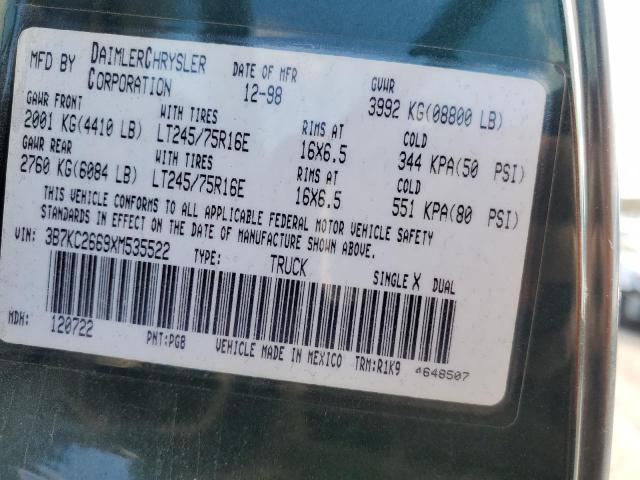 MFD BY DAIMLERCHRYSLER CORPORATION DATE OF MFR 12-98 GVWR 3992 KG(08800 LB)
GAWR FRONT WITH TIRES RIMS AT COLD
2001 KG(4410 LB) LT245/75R16E 16X6.5 344 KPA(50 PSI)
GAWR REAR WITH TIRES RIMS AT COLD
2760 KG(6084 LB) LT245/75R16E 16X6.5 551 KPA(80 PSI)
THIS VEHICLE CONFORMS TO ALL APPLICABLE FEDERAL MOTOR VEHICLE SAFETY
STANDARDS IN EFFECT ON THE DATE OF MANUFACTURE SHOWN ABOVE.
VIN: 3B7KC2669XM535522 TYPE: TRUCK SINGLE X DUAL
MDH: 120722 PNT:PG8 VEHICLE MADE IN MEXICO TRM:R1K9 4648507